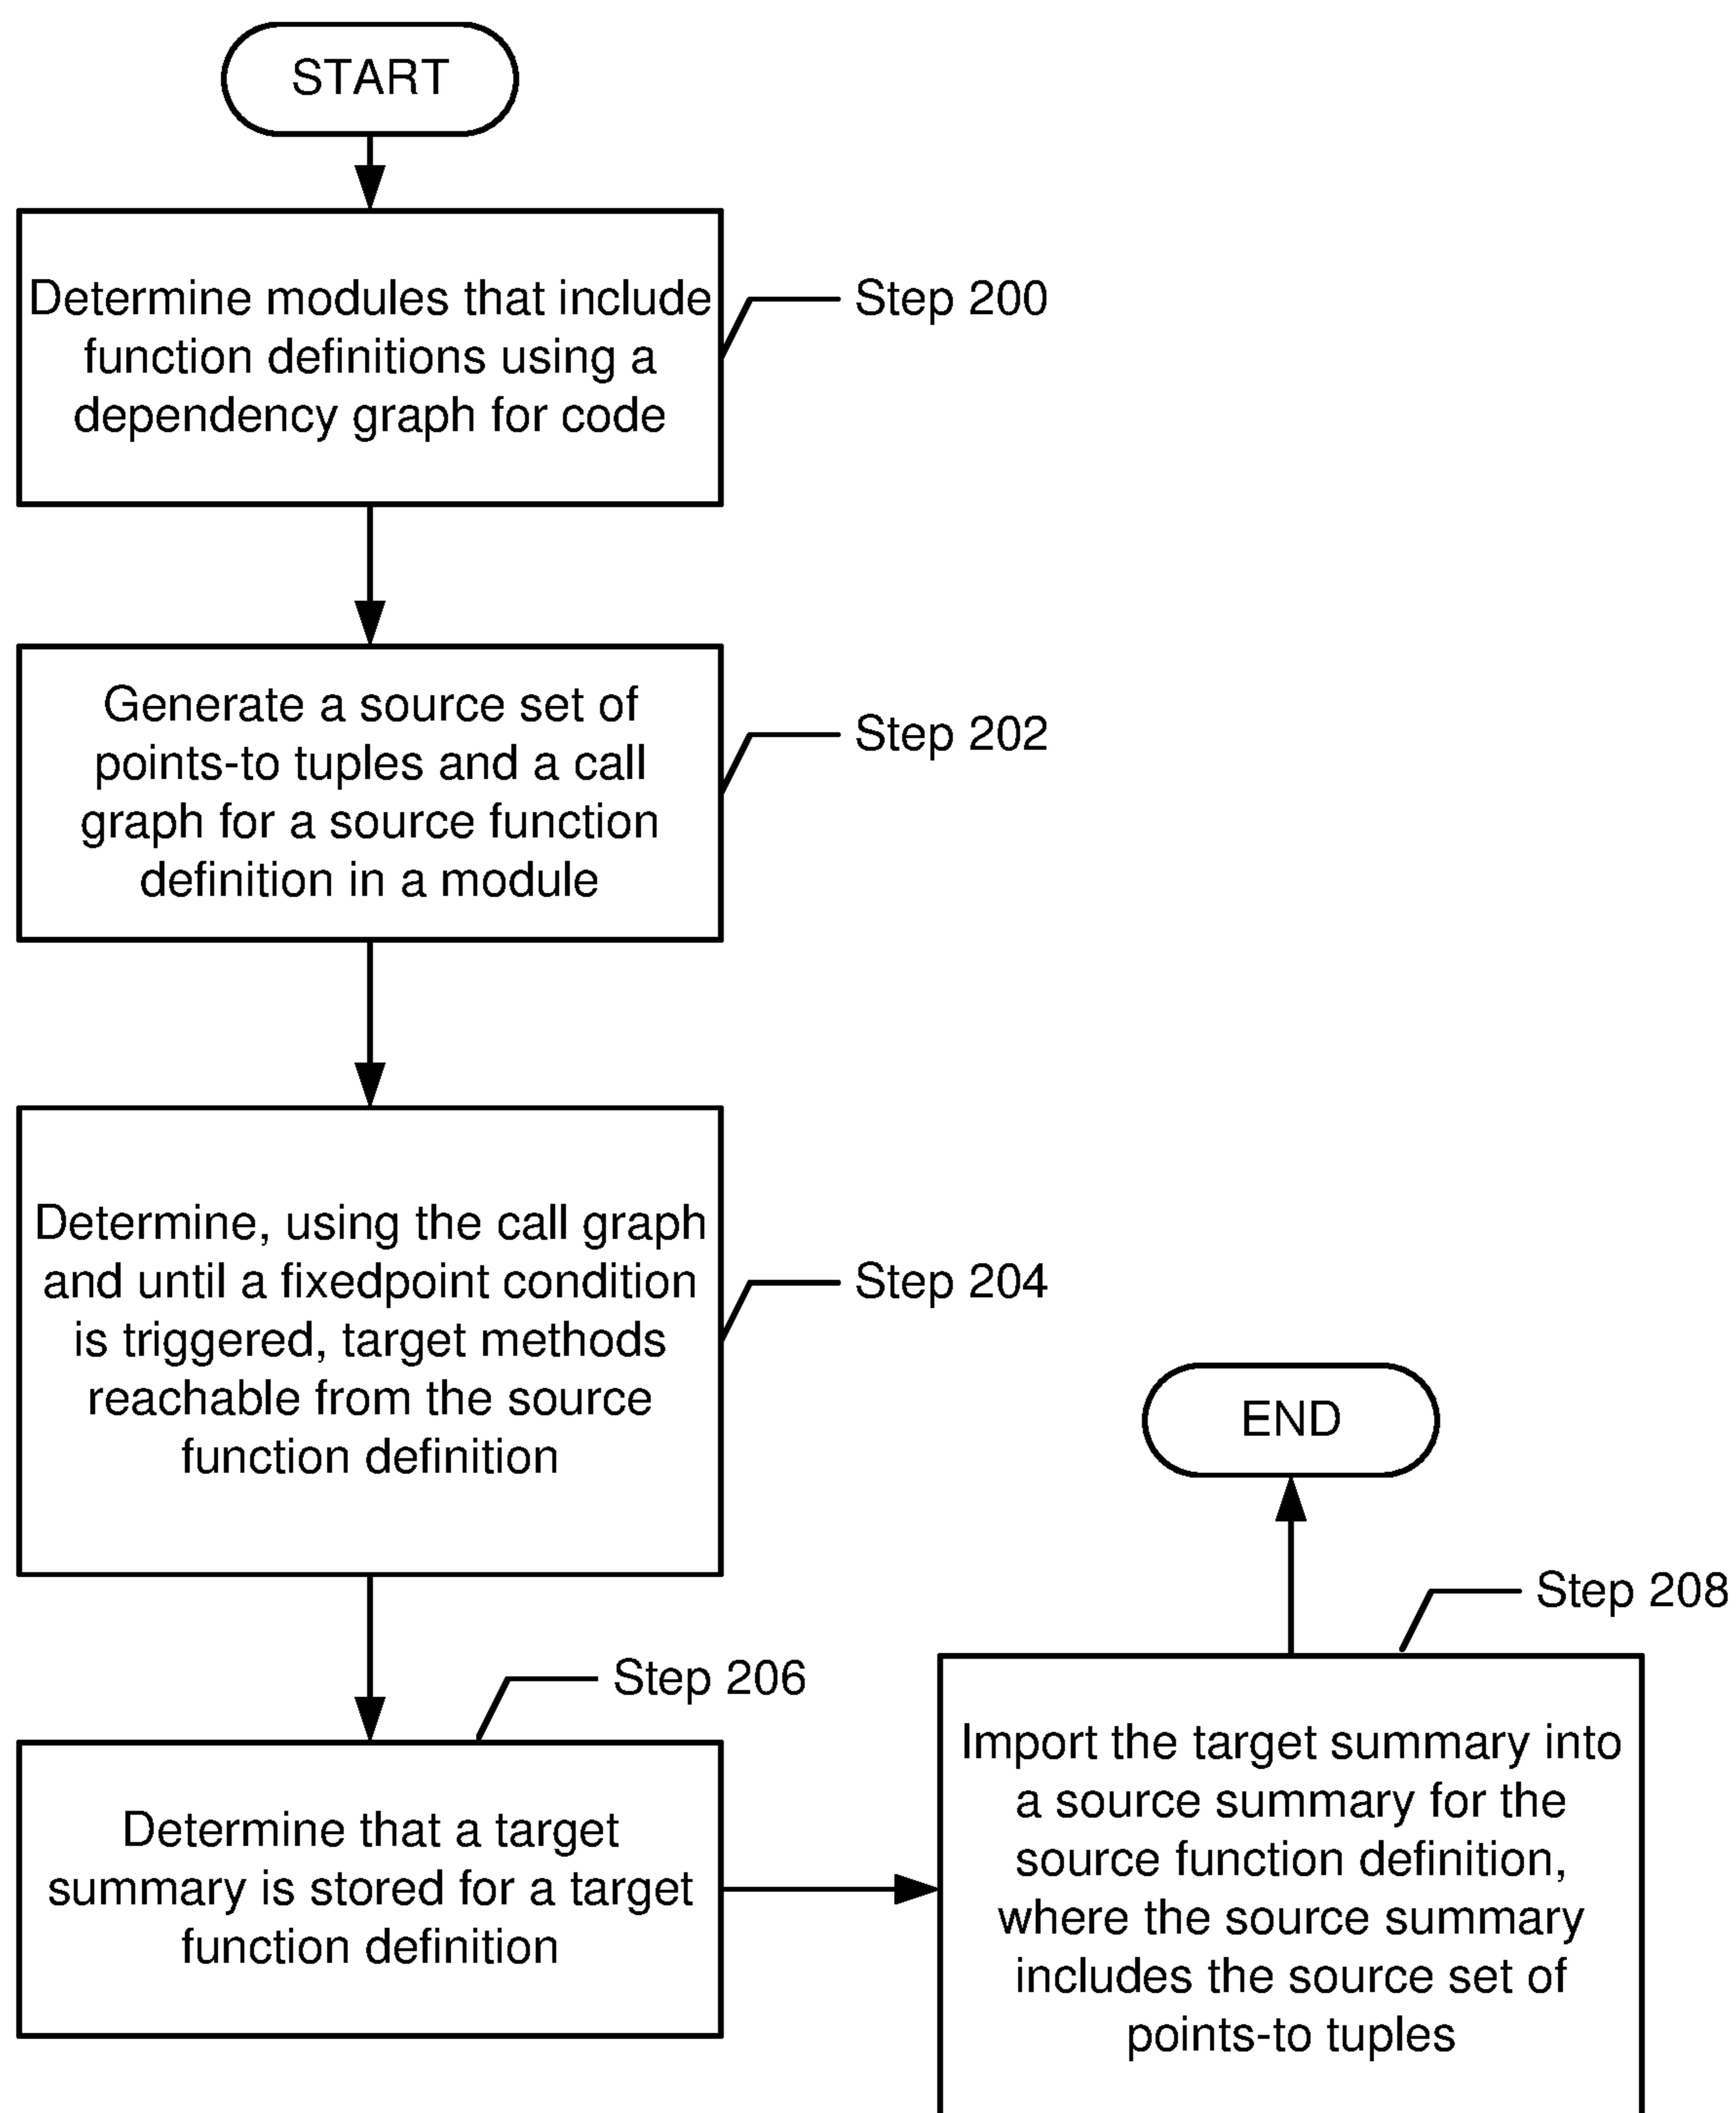 START
Determine modules that include
function definitions using a
dependency graph for code
Step 200
Generate a source set of
points-to tuples and a call
graph for a source function
definition in a module
Step 202
Determine, using the call graph
and until a fixedpoint condition
is triggered, target methods
reachable from the source
function definition
Step 204
Step 206
Determine that a target
summary is stored for a target
function definition
Step 208
Import the target summary into
a source summary for the
source function definition,
where the source summary
includes the source set of
points-to tuples
END